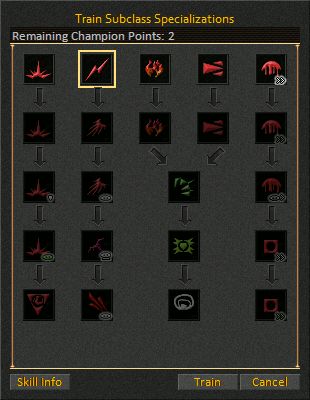 Train Subclass Specializations
Remaining Champion Points: 2
Skill Info
Train
Cancel